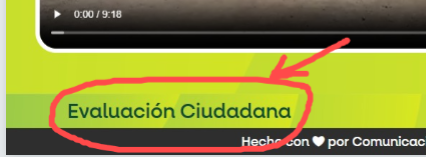 0:00 / 9:18
Evaluación Ciudadana
Hecho con ♥ por Comunicac